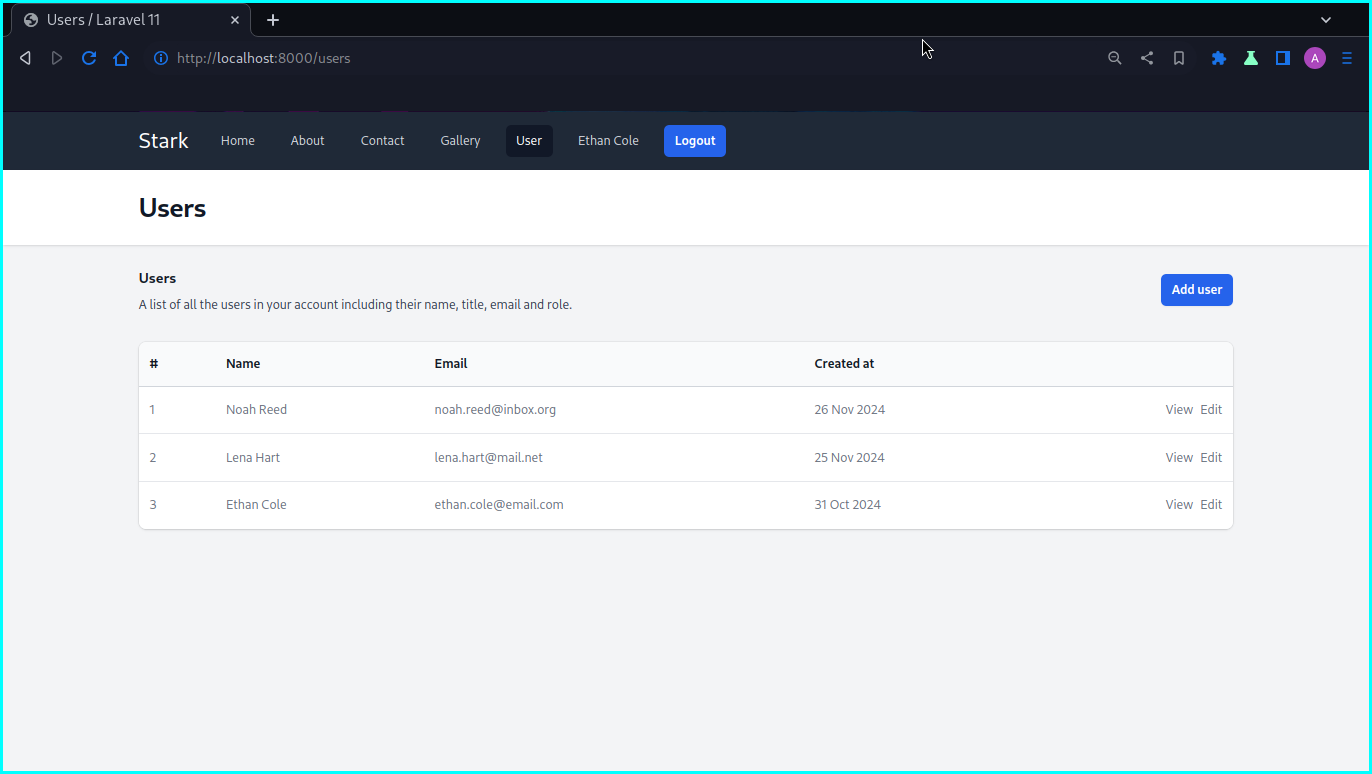 Users / Laravel 11
http://localhost:8000/users
A
Stark Home About Contact Gallery User Ethan Cole Logout
Users
Users
A list of all the users in your account including their name, title, email and role.
Add user
# Name Email Created at
1 Noah Reed noah.reed@inbox.org 26 Nov 2024 View Edit
2 Lena Hart lena.hart@mail.net 25 Nov 2024 View Edit
3 Ethan Cole ethan.cole@email.com 31 Oct 2024 View Edit